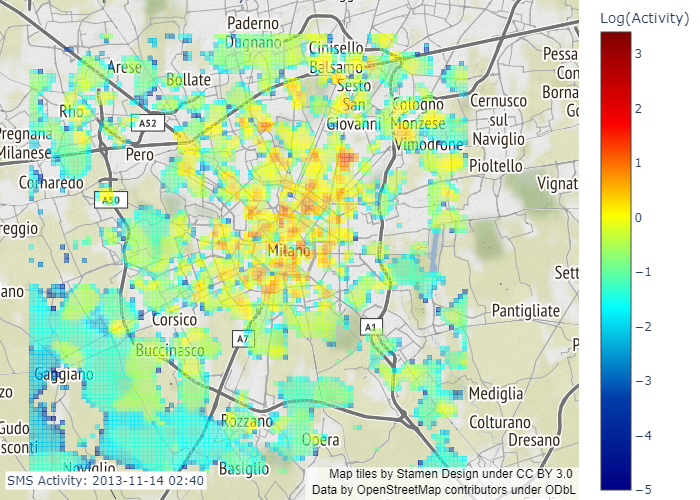 Log(Activity)
3
2
1
0
−1
−2
−3
−4
−5
Paderno
Dugnano
Cinisello
Balsamo
Arese
Bollate
Sesto
San
Giovanni
Rho
A52
Cologno
Monzese
Vimodrone
Cernusco
sul
Naviglio
Pessa
Con
Borna
Go
Pregnana
Milanese
Pero
Pioltello
Cornaredo
A50
Vignat
reggio
Milano
Sett
ano
Pantigliate
Corsico
A7
A1
Buccinasco
P
Gaggiano
zo
Mediglia
Rozzano
Colturano
Gudo
sconti
Opera
Dresano
Noviglio
Basiglio
SMS Activity: 2013-11-14 02:40
Map tiles by Stamen Design under CC BY 3.0
Data by OpenStreetMap contributors under ODbL